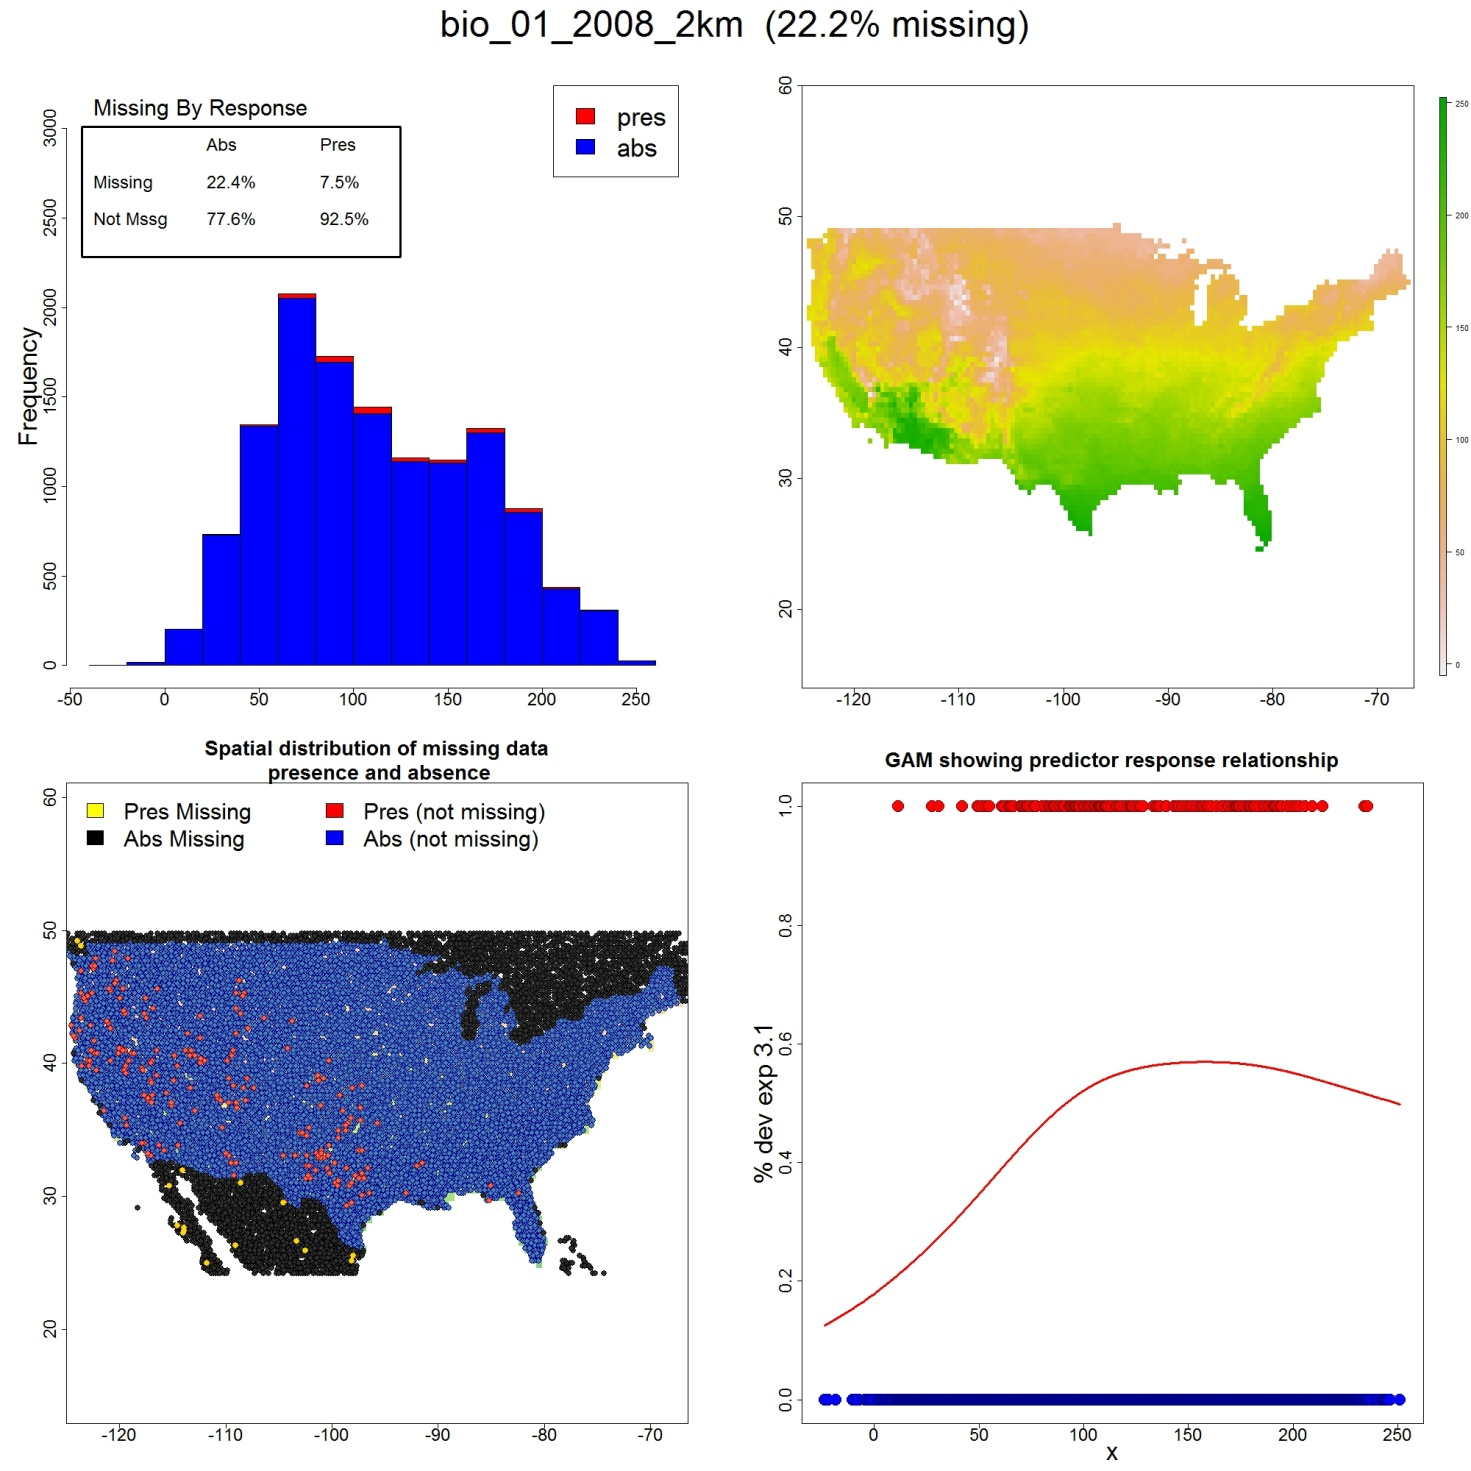 bio_01_2008_2km (22.2% missing)
Missing By Response
Abs Pres
Missing 22.4% 7.5%
Not Mssg 77.6% 92.5%
pres
abs
Frequency
3000
2500
2000
1500
1000
500
0
-50 0 50 100 150 200 250
60
50
40
30
20
-120 -110 -100 -90 -80 -70
250
200
150
100
50
0
Spatial distribution of missing data
presence and absence
Pres Missing Pres (not missing)
Abs Missing Abs (not missing)
60
50
40
30
20
-120 -110 -100 -90 -80 -70
GAM showing predictor response relationship
% dev exp 3.1
1.0
0.8
0.6
0.4
0.2
0.0
0 50 100 150 200 250
x